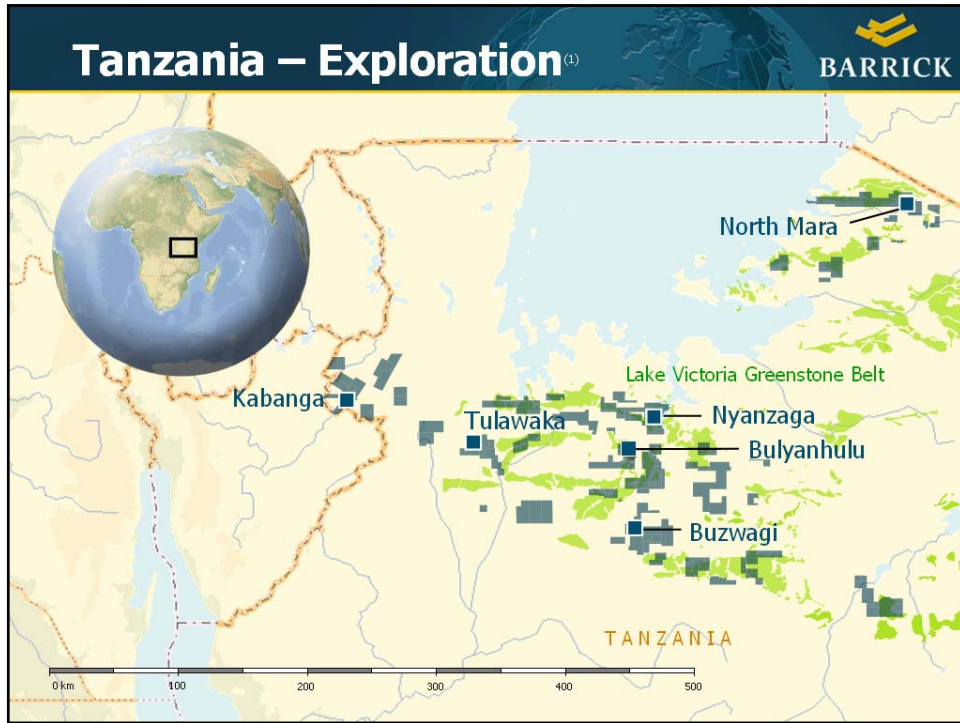 Tanzania – Exploration(1)
BARRICK
North Mara
Lake Victoria Greenstone Belt
Kabanga
Tulawaka
Nyanzaga
Bulyanhulu
Buzwagi
TANZANIA
0 km 100 200 300 400 500